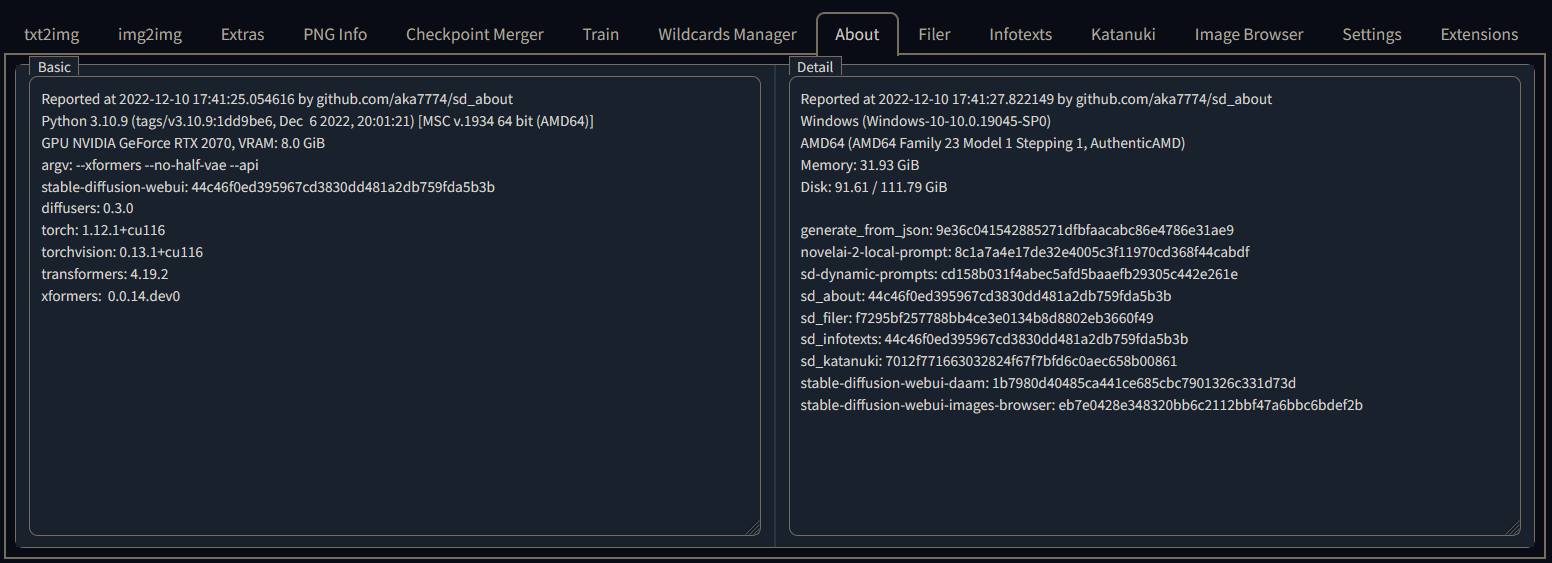 txt2img img2img Extras PNG Info Checkpoint Merger Train Wildcards Manager About Filer Infotexts Katanuki Image Browser Settings Extensions
Basic
Reported at 2022-12-10 17:41:25.054616 by github.com/aka7774/sd_about
Python 3.10.9 (tags/v3.10.9:1dd9be6, Dec  6 2022, 20:01:21) [MSC v.1934 64 bit (AMD64)]
GPU NVIDIA GeForce RTX 2070, VRAM: 8.0 GiB
argv: --xformers --no-half-vae --api
stable-diffusion-webui: 44c46f0ed395967cd3830dd481a2db759fda5b3b
diffusers: 0.3.0
torch: 1.12.1+cu116
torchvision: 0.13.1+cu116
transformers: 4.19.2
xformers:  0.0.14.dev0
Detail
Reported at 2022-12-10 17:41:27.822149 by github.com/aka7774/sd_about
Windows (Windows-10-10.0.19045-SP0)
AMD64 (AMD64 Family 23 Model 1 Stepping 1, AuthenticAMD)
Memory: 31.93 GiB
Disk: 91.61 / 111.79 GiB
generate_from_json: 9e36c041542885271dfbfaacabc86e4786e31ae9
novelai-2-local-prompt: 8c1a7a4e17de32e4005c3f11970cd368f44cabdf
sd-dynamic-prompts: cd158b031f4abec5afd5baaefb29305c442e261e
sd_about: 44c46f0ed395967cd3830dd481a2db759fda5b3b
sd_filer: f7295bf257788bb4ce3e0134b8d8802eb3660f49
sd_infotexts: 44c46f0ed395967cd3830dd481a2db759fda5b3b
sd_katanuki: 7012f771663032824f67f7bfd6c0aec658b00861
stable-diffusion-webui-daam: 1b7980d40485ca441ce685cbc7901326c331d73d
stable-diffusion-webui-images-browser: eb7e0428e348320bb6c2112bbf47a6bbc6bdef2b